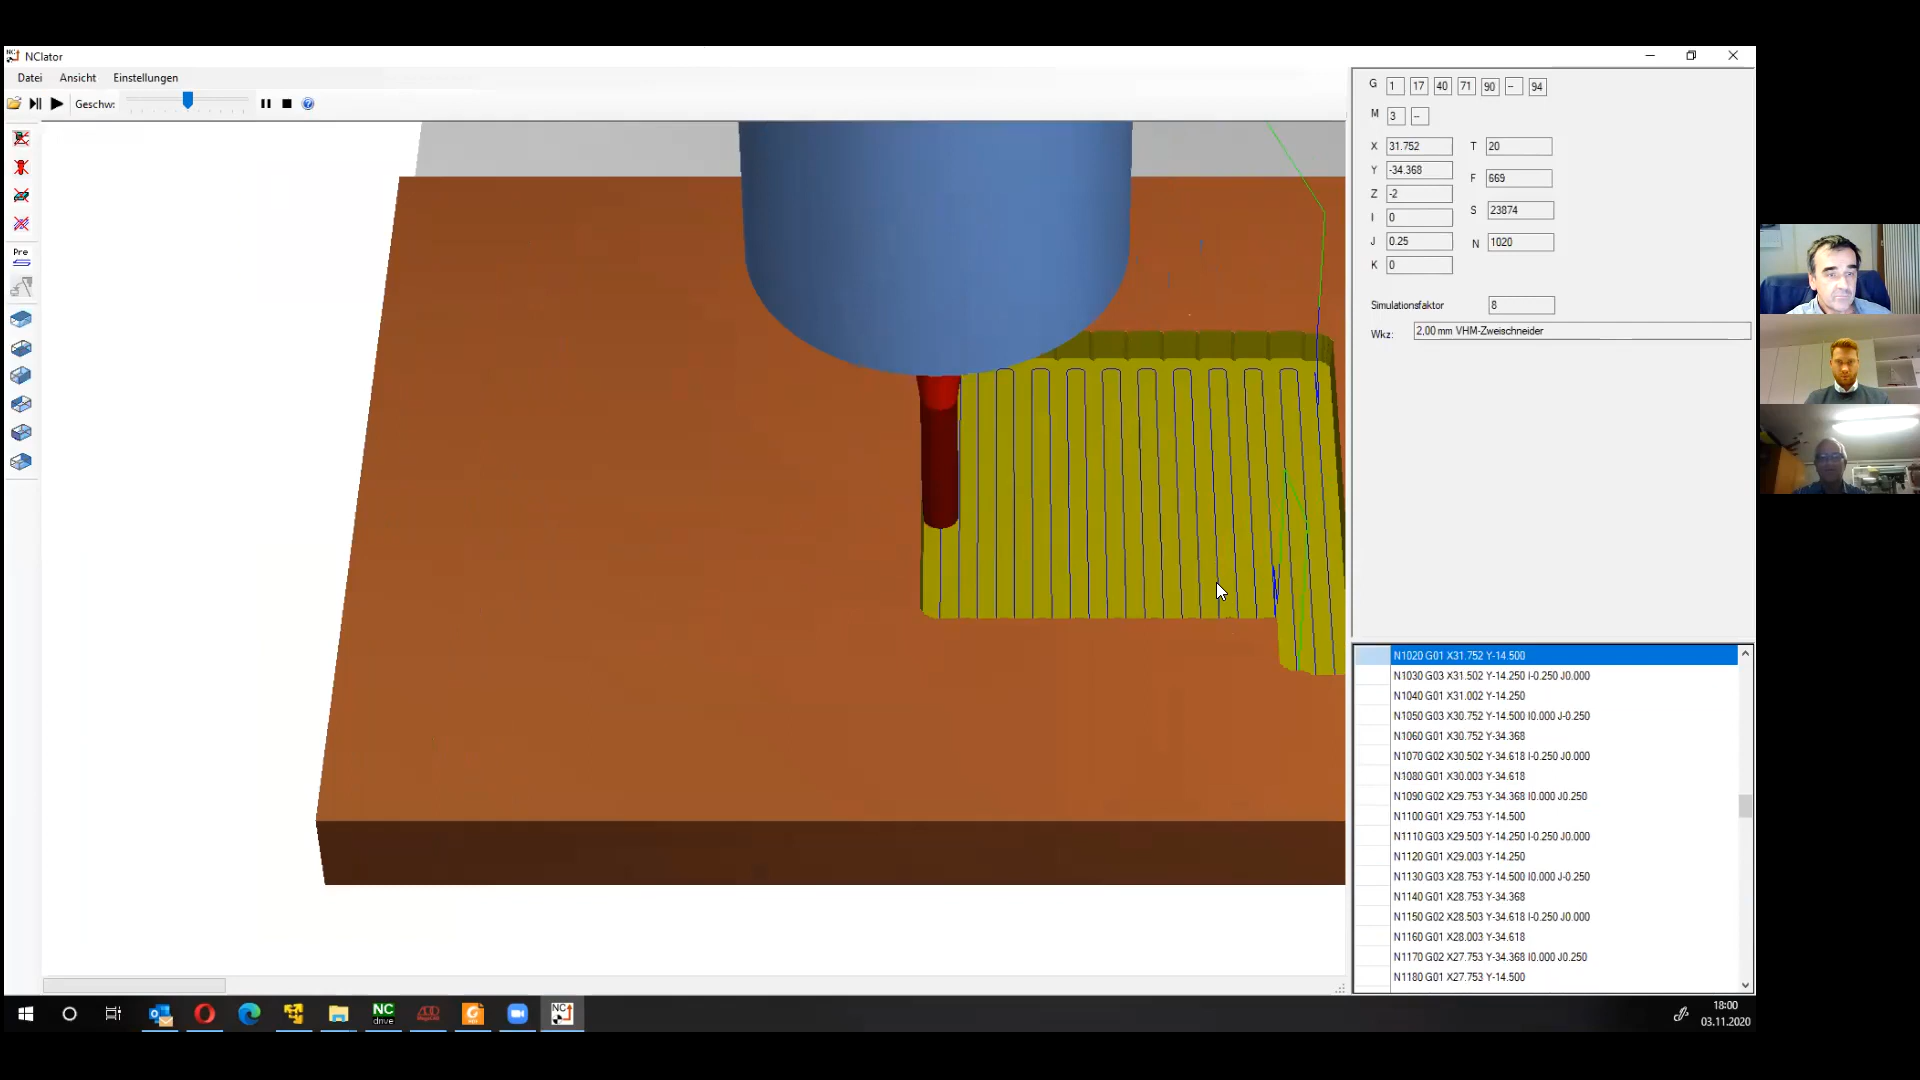 NClator
Datei Ansicht Einstellungen
Geschw:
Pre
G 1 17 40 71 90 -- 94
M 3 --
X 31.752 T 20
Y -34.368 F 669
Z -2
I 0 S 23874
J 0.25 N 1020
K 0
Simulationsfaktor 8
Wkz: 2,00 mm VHM-Zweischneider
N1020 G01 X31.752 Y-14.500
N1030 G03 X31.502 Y-14.250 I-0.250 J0.000
N1040 G01 X31.002 Y-14.250
N1050 G03 X30.752 Y-14.500 I0.000 J-0.250
N1060 G01 X30.752 Y-34.368
N1070 G02 X30.502 Y-34.618 I-0.250 J0.000
N1080 G01 X30.003 Y-34.618
N1090 G02 X29.753 Y-34.368 I0.000 J0.250
N1100 G01 X29.753 Y-14.500
N1110 G03 X29.503 Y-14.250 I-0.250 J0.000
N1120 G01 X29.003 Y-14.250
N1130 G03 X28.753 Y-14.500 I0.000 J-0.250
N1140 G01 X28.753 Y-34.368
N1150 G02 X28.503 Y-34.618 I-0.250 J0.000
N1160 G01 X28.003 Y-34.618
N1170 G02 X27.753 Y-34.368 I0.000 J0.250
N1180 G01 X27.753 Y-14.500
NC
drive
NC
18:00
03.11.2020